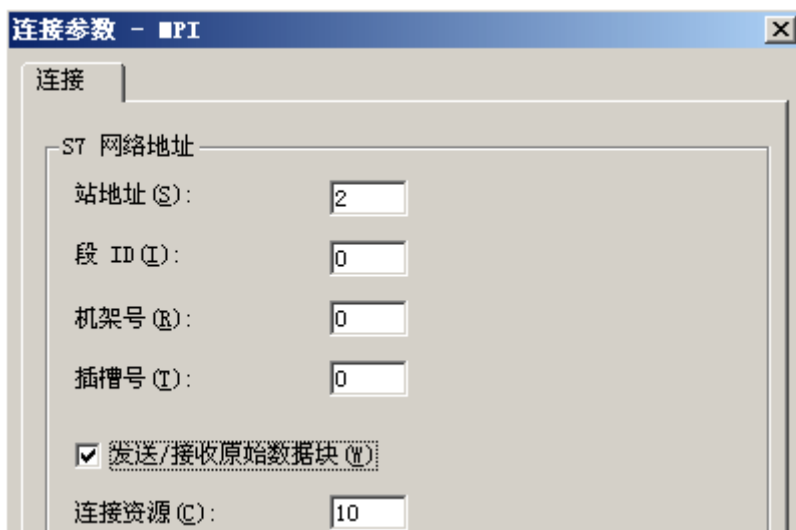 连接参数 - MPI
连接
S7 网络地址
站地址(S): 2
段 ID(I): 0
机架号(R): 0
插槽号(T): 0
发送/接收原始数据块(W)
连接资源(C): 10